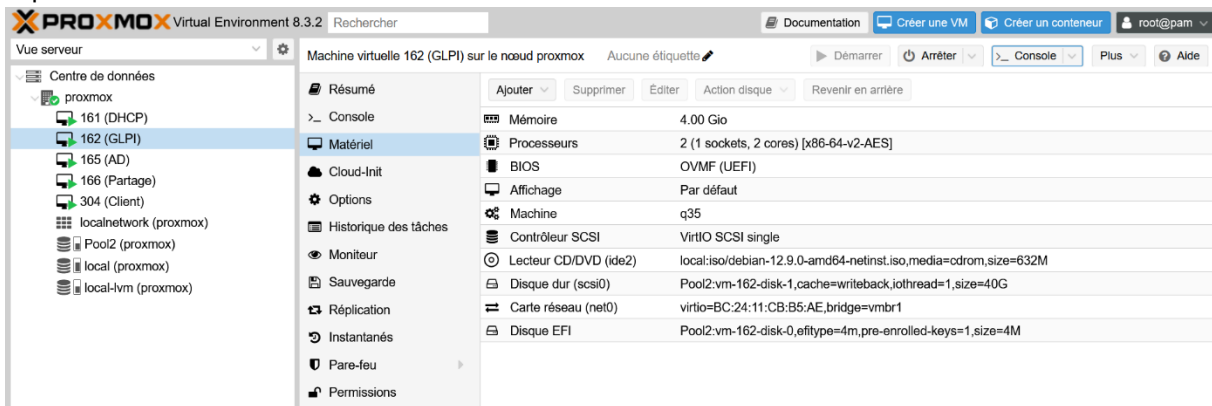 PROXMOX Virtual Environment 8.3.2 Rechercher Documentation Créer une VM Créer un conteneur root@pam
Vue serveur
Machine virtuelle 162 (GLPI) sur le nœud proxmox Aucune étiquette Démarrer Arrêter >_ Console Plus Aide
Centre de données
proxmox
161 (DHCP)
162 (GLPI)
165 (AD)
166 (Partage)
304 (Client)
localnetwork (proxmox)
Pool2 (proxmox)
local (proxmox)
local-lvm (proxmox)
Résumé
>_ Console
Matériel
Cloud-Init
Options
Historique des tâches
Moniteur
Sauvegarde
Réplication
Instantanés
Pare-feu
Permissions
Ajouter Supprimer Éditer Action disque Revenir en arrière
Mémoire 4.00 Gio
Processeurs 2 (1 sockets, 2 cores) [x86-64-v2-AES]
BIOS OVMF (UEFI)
Affichage Par défaut
Machine q35
Contrôleur SCSI VirtIO SCSI single
Lecteur CD/DVD (ide2) local:iso/debian-12.9.0-amd64-netinst.iso,media=cdrom,size=632M
Disque dur (scsi0) Pool2:vm-162-disk-1,cache=writeback,iothread=1,size=40G
Carte réseau (net0) virtio=BC:24:11:CB:B5:AE,bridge=vmbr1
Disque EFI Pool2:vm-162-disk-0,efitype=4m,pre-enrolled-keys=1,size=4M